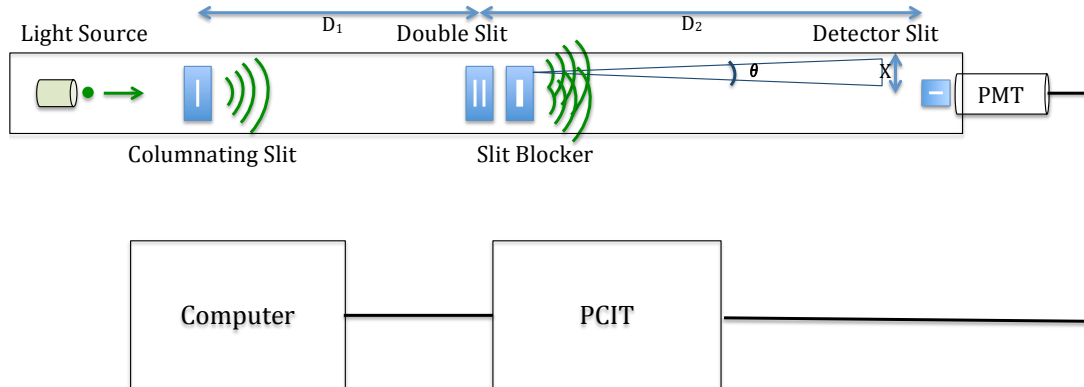 D₁
D₂
Light Source
Double Slit
Detector Slit
θ
X
PMT
Columnating Slit
Slit Blocker
Computer
PCIT